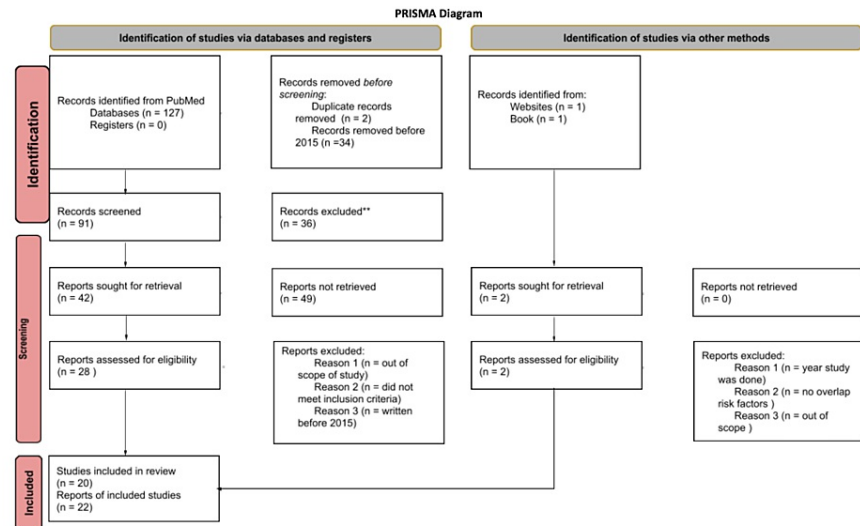 PRISMA Diagram
Identification of studies via databases and registers
Identification of studies via other methods
Identification
Records identified from PubMed
Databases (n = 127)
Registers (n = 0)
Records removed before
screening:
Duplicate records
removed (n = 2)
Records removed before
2015 (n =34)
Records identified from:
Websites (n = 1)
Book (n = 1)
Records screened
(n = 91)
Records excluded**
(n = 36)
Screening
Reports sought for retrieval
(n = 42)
Reports not retrieved
(n = 49)
Reports sought for retrieval
(n = 2)
Reports not retrieved
(n = 0)
Reports assessed for eligibility
(n = 28 )
Reports excluded:
Reason 1 (n = out of
scope of study)
Reason 2 (n = did not
meet inclusion criteria)
Reason 3 (n = written
before 2015)
Reports assessed for eligibility
(n = 2)
Reports excluded:
Reason 1 (n = year study
was done)
Reason 2 (n = no overlap
risk factors )
Reason 3 (n = out of
scope )
Included
Studies included in review
(n = 20)
Reports of included studies
(n = 22)